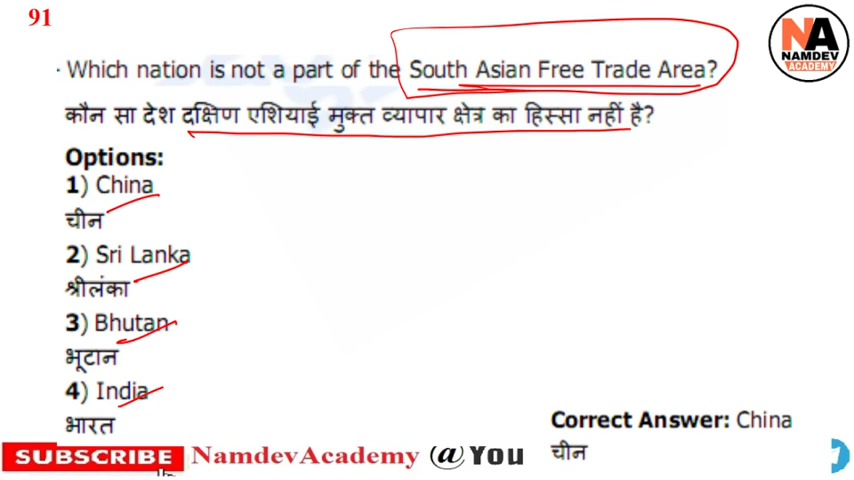 91
NA
NAMDEV
ACADEMY
· Which nation is not a part of the South Asian Free Trade Area?
कौन सा देश दक्षिण एशियाई मुक्त व्यापार क्षेत्र का हिस्सा नहीं है?
Options:
1) China
चीन
2) Sri Lanka
श्रीलंका
3) Bhutan
भूटान
4) India
भारत
Correct Answer: China
चीन
SUBSCRIBE NamdevAcademy @You